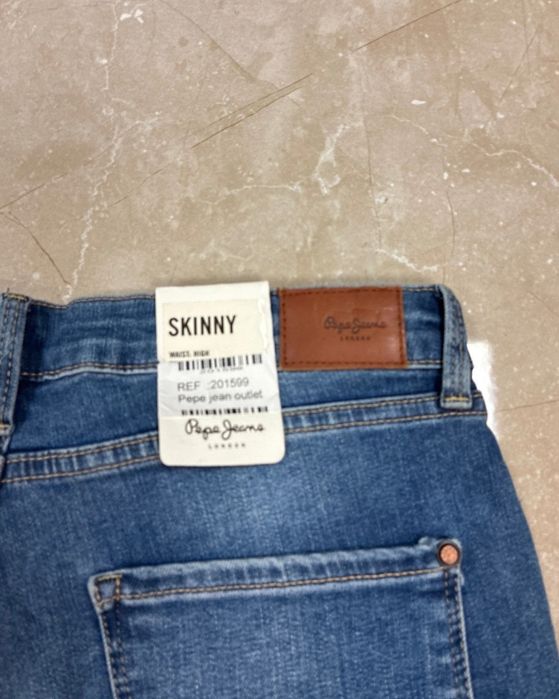 SKINNY
WAIST: HIGH
REF :201599
Pepe jean outlet
Pepe Jeans
LONDON
Pepe Jeans
LONDON